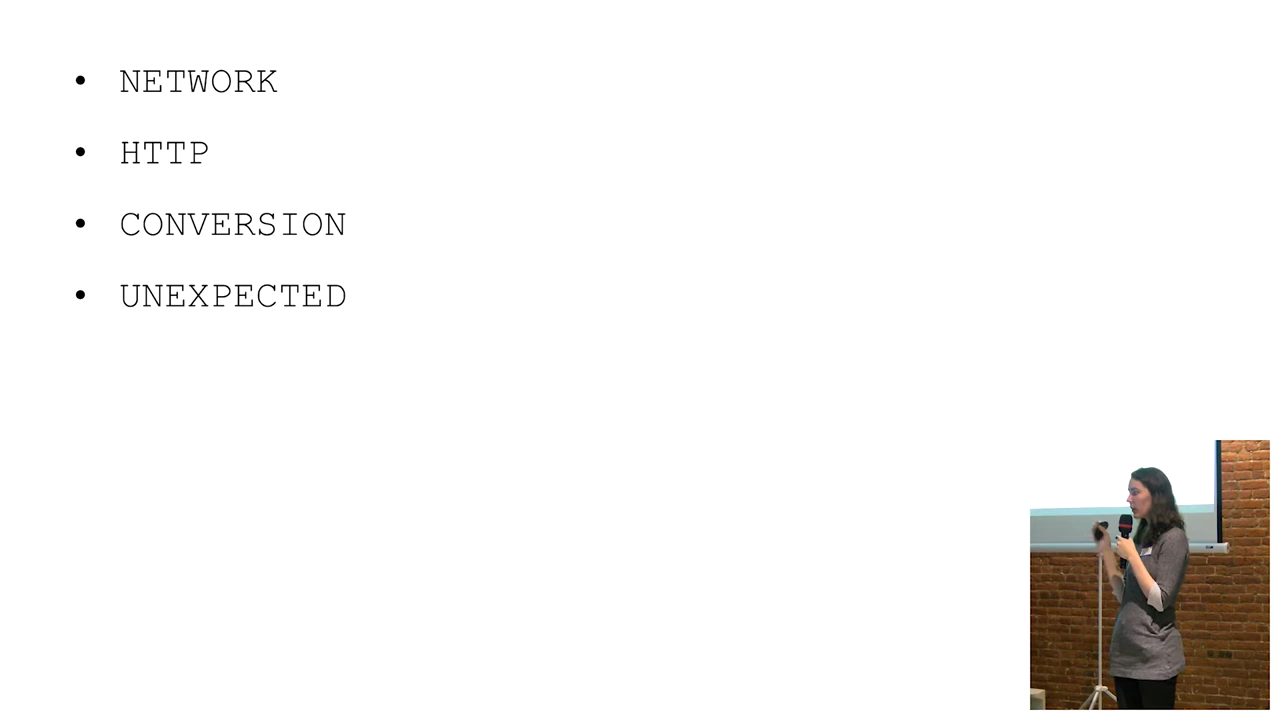 • NETWORK
• HTTP
• CONVERSION
• UNEXPECTED